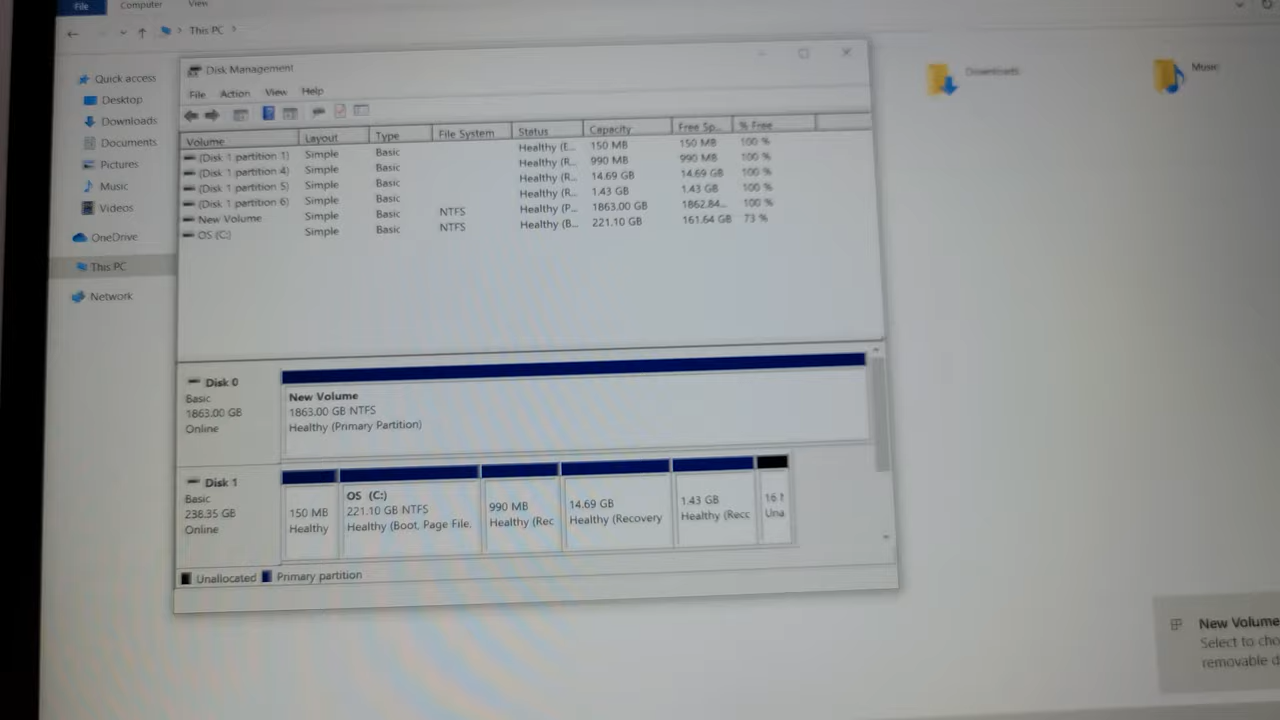 File
Computer
View
This PC
Quick access
Desktop
Downloads
Documents
Pictures
Music
Videos
OneDrive
This PC
Network
Disk Management
File Action View Help
Volume Layout Type File System Status Capacity Free Sp... % Free
(Disk 1 partition 1) Simple Basic Healthy (E... 150 MB 150 MB 100 %
(Disk 1 partition 4) Simple Basic Healthy (R... 990 MB 990 MB 100 %
(Disk 1 partition 5) Simple Basic Healthy (R... 14.69 GB 14.69 GB 100 %
(Disk 1 partition 6) Simple Basic Healthy (R... 1.43 GB 1.43 GB 100 %
New Volume Simple Basic NTFS Healthy (P... 1863.00 GB 1862.84... 100 %
OS (C:) Simple Basic NTFS Healthy (B... 221.10 GB 161.64 GB 73 %
Disk 0
Basic
1863.00 GB
Online
New Volume
1863.00 GB NTFS
Healthy (Primary Partition)
Disk 1
Basic
238.35 GB
Online
150 MB
Healthy
OS (C:)
221.10 GB NTFS
Healthy (Boot, Page File,
990 MB
Healthy (Rec
14.69 GB
Healthy (Recovery
1.43 GB
Healthy (Recc
16
Una
Unallocated Primary partition
Downloads
Music
New Volume
Select to cho
removable d